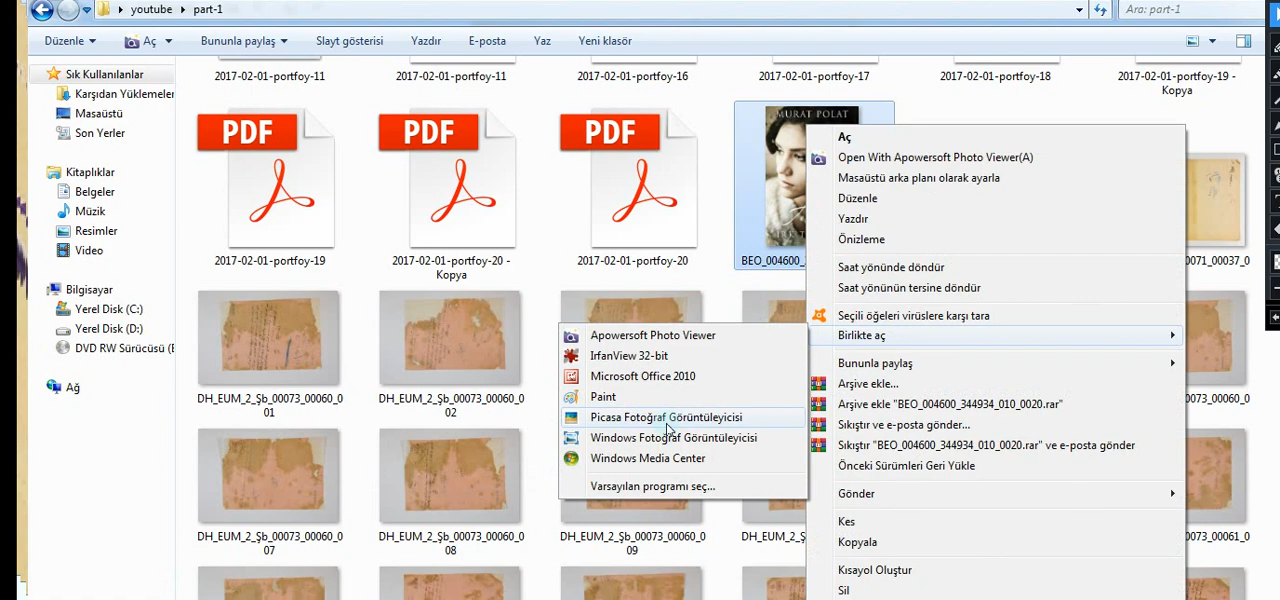 youtube ▸ part-1
Ara: part-1
Düzenle
Aç
Bununla paylaş
Slayt gösterisi
Yazdır
E-posta
Yaz
Yeni klasör
Sık Kullanılanlar
Karşıdan Yüklemeler
Masaüstü
Son Yerler
Kitaplıklar
Belgeler
Müzik
Resimler
Video
Bilgisayar
Yerel Disk (C:)
Yerel Disk (D:)
DVD RW Sürücüsü (E
Ağ
2017-02-01-portfoy-11
2017-02-01-portfoy-11
2017-02-01-portfoy-16
2017-02-01-portfoy-17
2017-02-01-portfoy-18
2017-02-01-portfoy-19 -
Kopya
PDF
PDF
PDF
MURAT POLAT
2017-02-01-portfoy-19
2017-02-01-portfoy-20 -
Kopya
2017-02-01-portfoy-20
BEO_004600_3
0071_00037_0
DH_EUM_2_Şb_00073_00060_0
01
DH_EUM_2_Şb_00073_00060_0
02
00073_00060_0
DH_EUM_2_Şb_00073_00060_0
07
DH_EUM_2_Şb_00073_00060_0
08
DH_EUM_2_Şb_00073_00060_0
09
DH_EUM_2_Şb_0
00073_00061_0
Aç
Open With Apowersoft Photo Viewer(A)
Masaüstü arka planı olarak ayarla
Düzenle
Yazdır
Önizleme
Saat yönünde döndür
Saat yönünün tersine döndür
Seçili öğeleri virüslere karşı tara
Birlikte aç
Bununla paylaş
Arşive ekle...
Arşive ekle "BEO_004600_344934_010_0020.rar"
Sıkıştır ve e-posta gönder...
Sıkıştır "BEO_004600_344934_010_0020.rar" ve e-posta gönder
Önceki Sürümleri Geri Yükle
Gönder
Kes
Kopyala
Kısayol Oluştur
Sil
Apowersoft Photo Viewer
IrfanView 32-bit
Microsoft Office 2010
Paint
Picasa Fotoğraf Görüntüleyicisi
Windows Fotoğraf Görüntüleyicisi
Windows Media Center
Varsayılan programı seç...